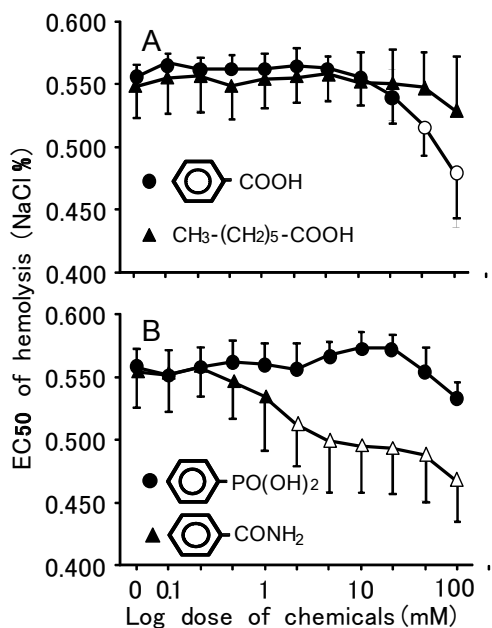 0.600
A
0.550
0.500
COOH
0.450
CH3-(CH2)5-COOH
0.400
EC50 of hemolysis (NaCl%)
0.600
B
0.550
0.500
PO(OH)2
0.450
CONH2
0.400
0 0.1 1 10 100
Log dose of chemicals (mM)